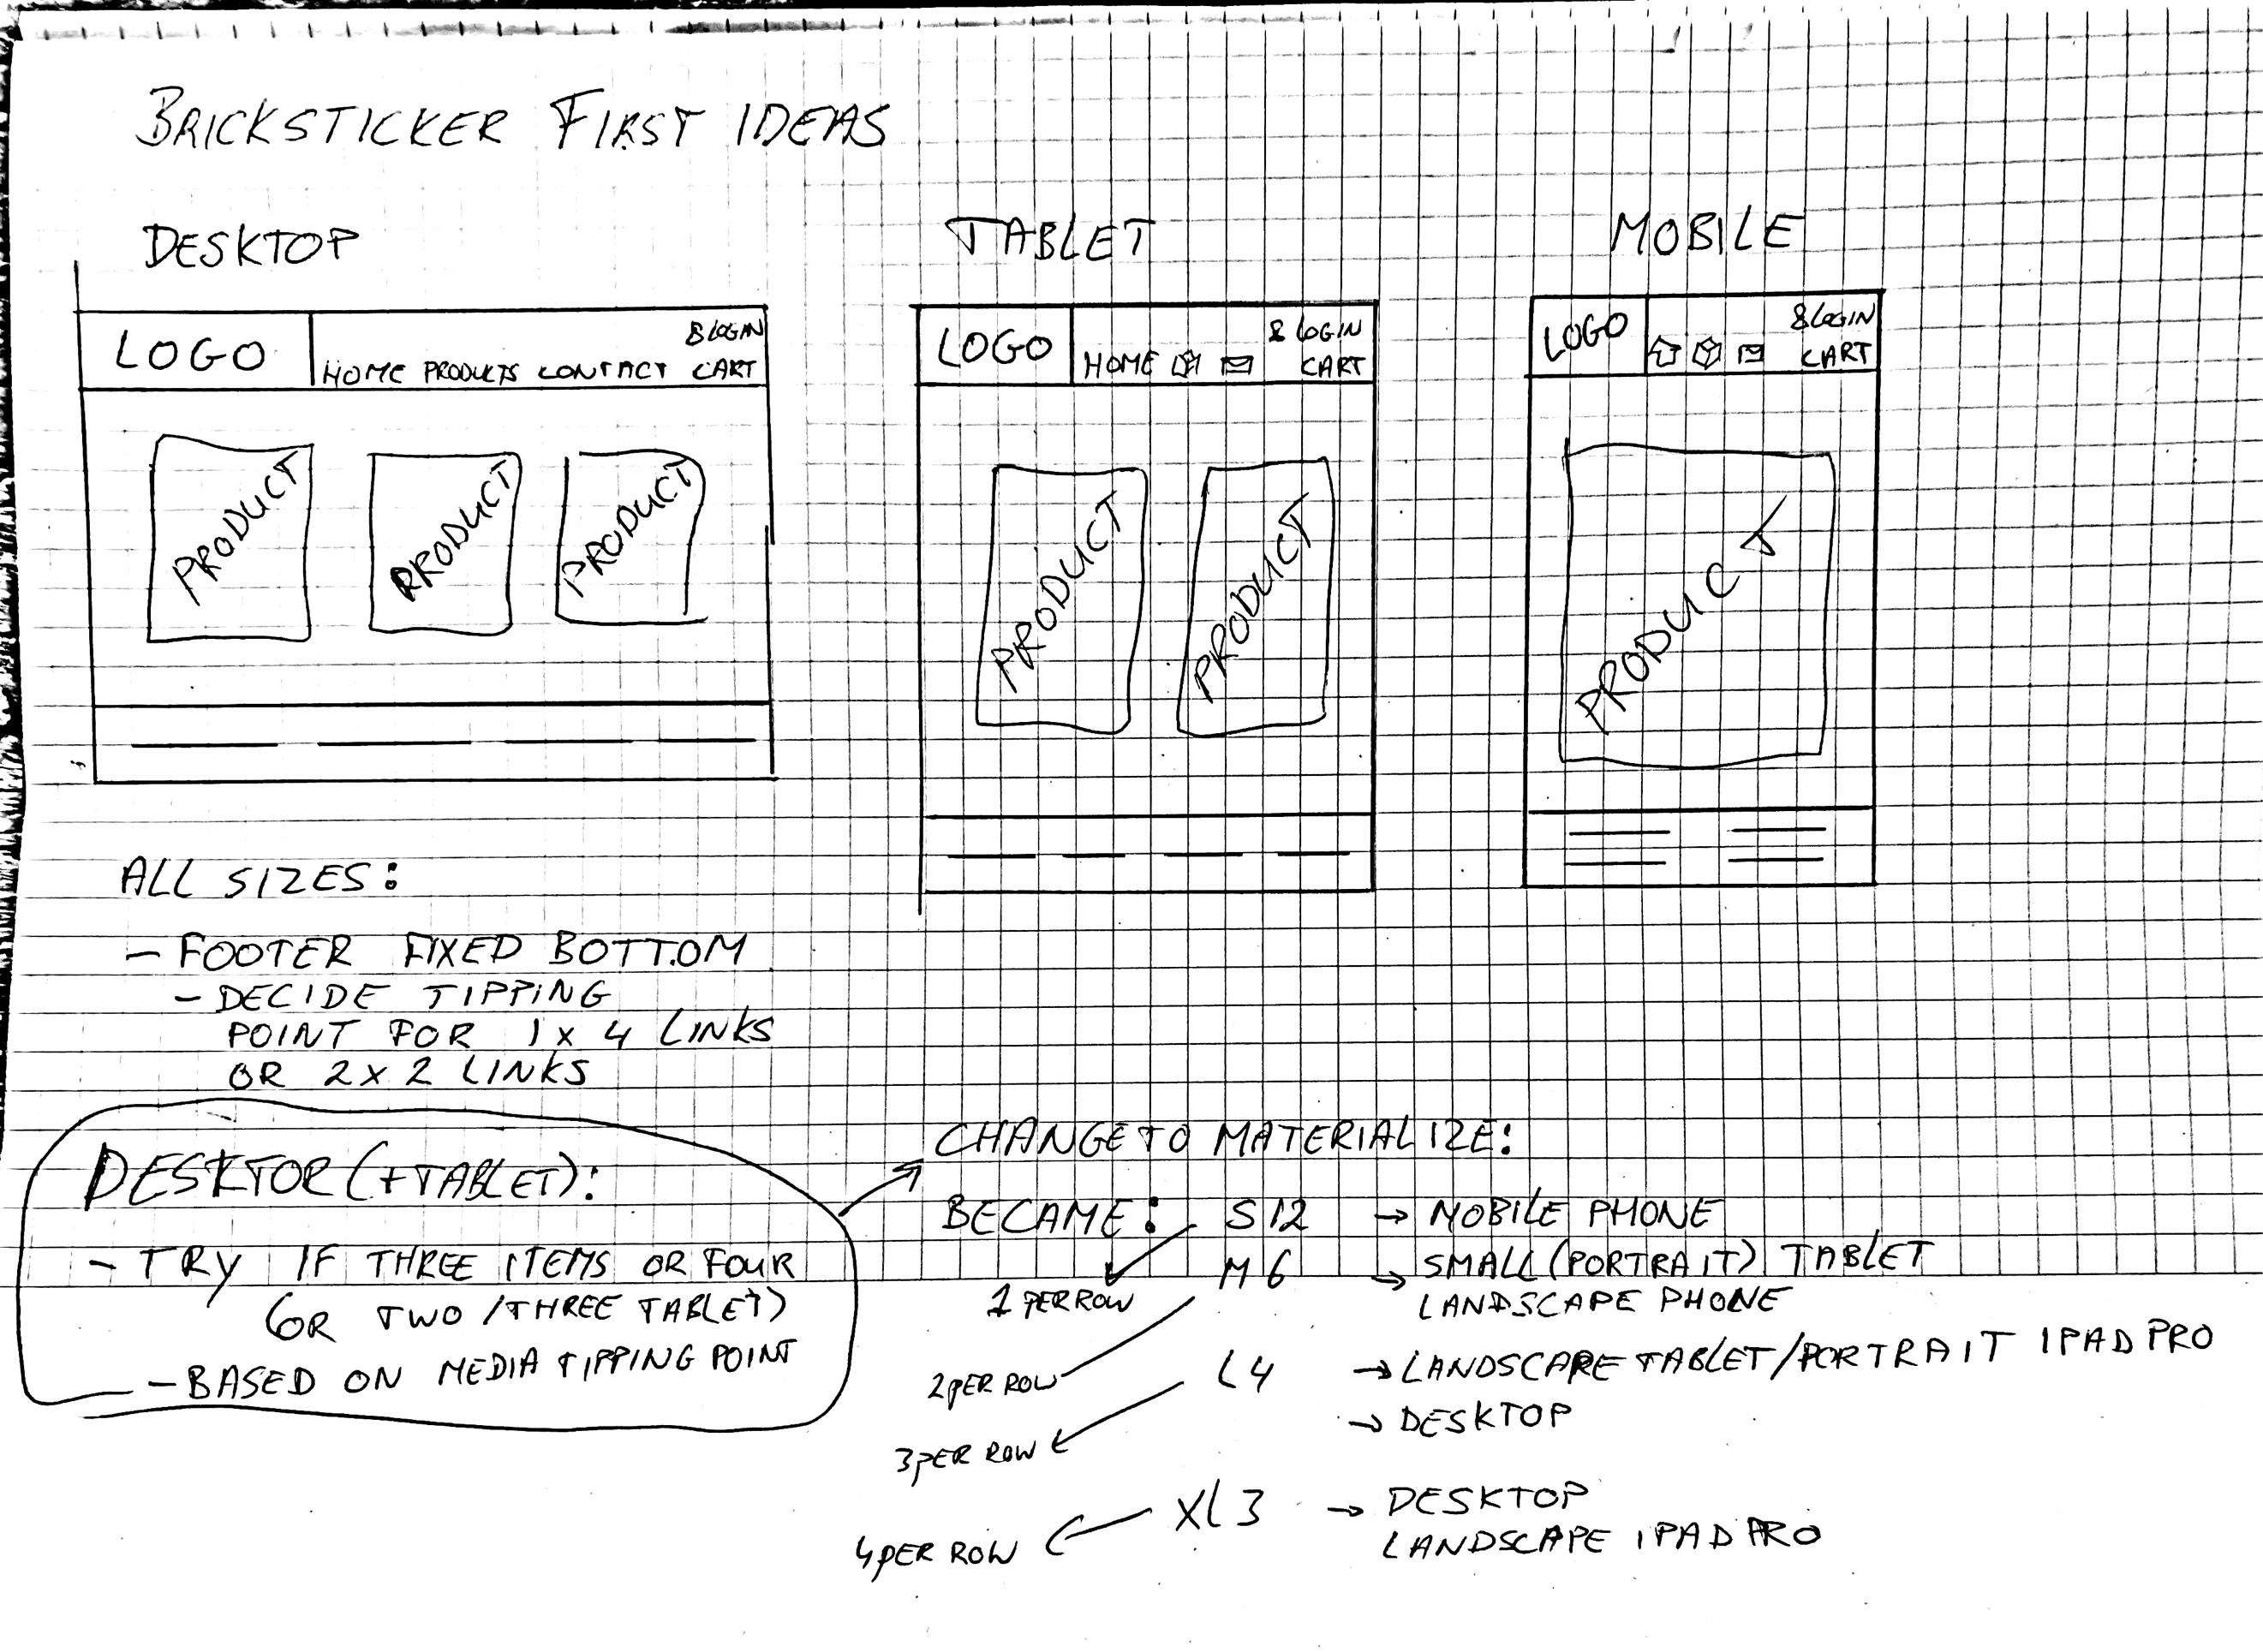 BRICKSTICKER FIRST IDEAS
DESKTOP
LOGO
& LOGIN
HOME PRODUCTS CONTACT CART
PRODUCT
PRODUCT
PRODUCT
TABLET
LOGO
& LOGIN
HOME CART
PRODUCT
PRODUCT
MOBILE
LOGO
& LOGIN
CART
PRODUCT
ALL SIZES:
- FOOTER FIXED BOTTOM
- DECIDE TIPPING
POINT FOR 1 x 4 LINKS
OR 2 x 2 LINKS
DESKTOP (+TABLET):
- TRY IF THREE ITEMS OR FOUR
(OR TWO / THREE TABLET)
- BASED ON MEDIA TIPPING POINT
CHANGE TO MATERIALIZE:
BECAME: S12 → MOBILE PHONE
1 PER ROW
M6 → SMALL (PORTRAIT) TABLET
LANDSCAPE PHONE
2 PER ROW
L4 → LANDSCAPE TABLET/PORTRAIT IPAD PRO
→ DESKTOP
3 PER ROW
XL3 → DESKTOP
LANDSCAPE IPAD PRO
4 PER ROW